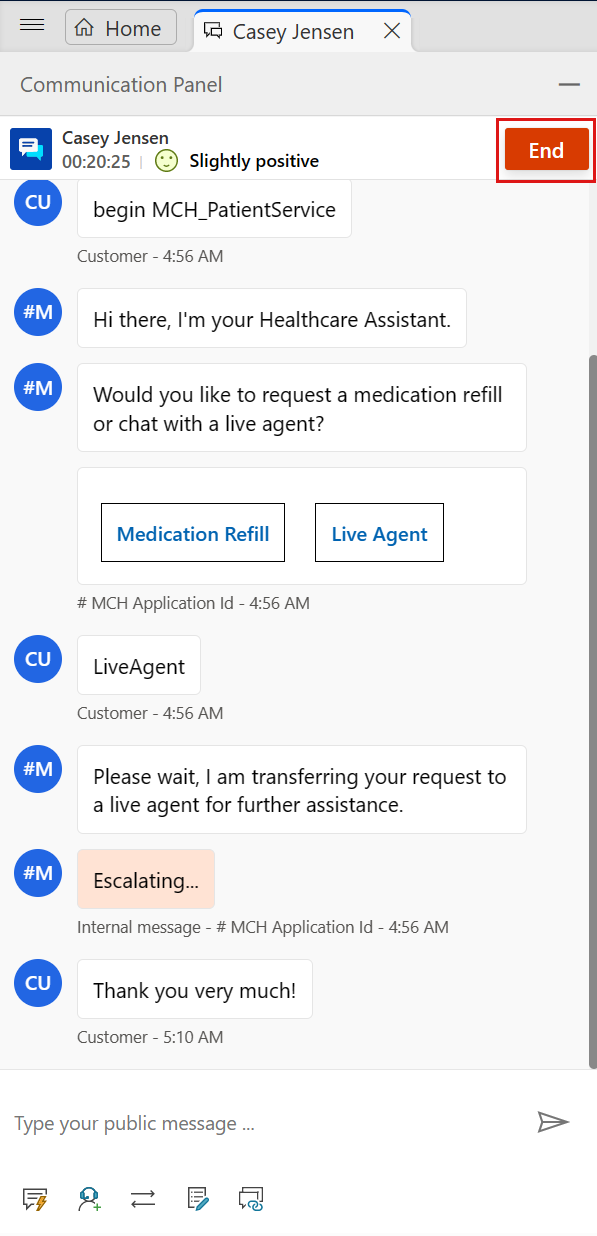 Home
Casey Jensen
Communication Panel
Casey Jensen
00:20:25 | Slightly positive
End
CU
begin MCH_PatientService
Customer - 4:56 AM
#M
Hi there, I'm your Healthcare Assistant.
#M
Would you like to request a medication refill
or chat with a live agent?
Medication Refill
Live Agent
# MCH Application Id - 4:56 AM
CU
LiveAgent
Customer - 4:56 AM
#M
Please wait, I am transferring your request to
a live agent for further assistance.
#M
Escalating...
Internal message - # MCH Application Id - 4:56 AM
CU
Thank you very much!
Customer - 5:10 AM
Type your public message ...